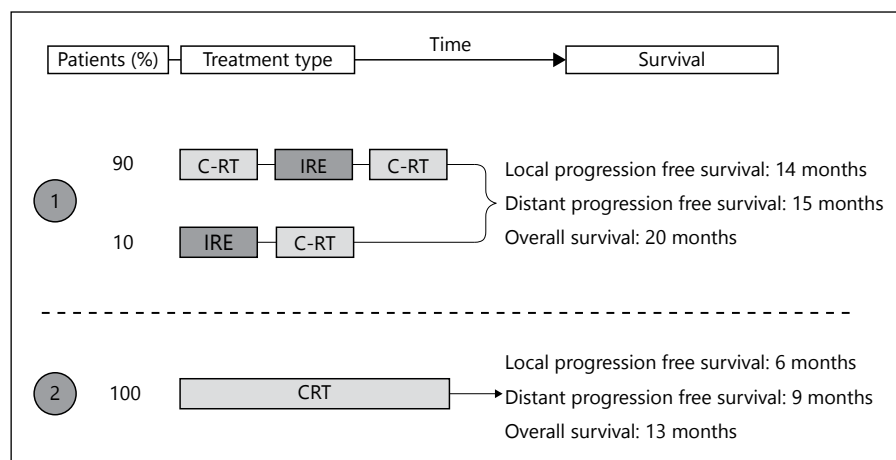 Patients (%) Treatment type Time Survival
1
90 C-RT IRE C-RT
10 IRE C-RT
Local progression free survival: 14 months
Distant progression free survival: 15 months
Overall survival: 20 months
2
100 CRT
Local progression free survival: 6 months
Distant progression free survival: 9 months
Overall survival: 13 months